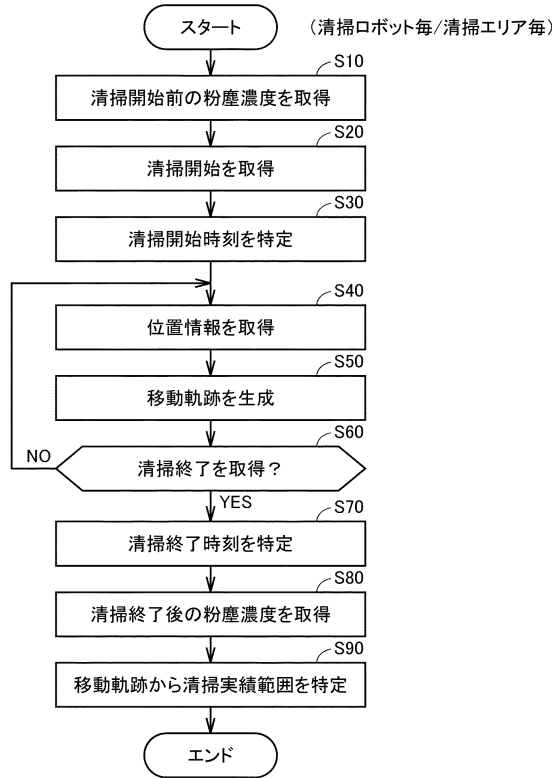 スタート
(清掃ロボット毎/清掃エリア毎)
S10
清掃開始前の粉塵濃度を取得
S20
清掃開始を取得
S30
清掃開始時刻を特定
S40
位置情報を取得
S50
移動軌跡を生成
S60
清掃終了を取得?
NO
YES
S70
清掃終了時刻を特定
S80
清掃終了後の粉塵濃度を取得
S90
移動軌跡から清掃実績範囲を特定
エンド